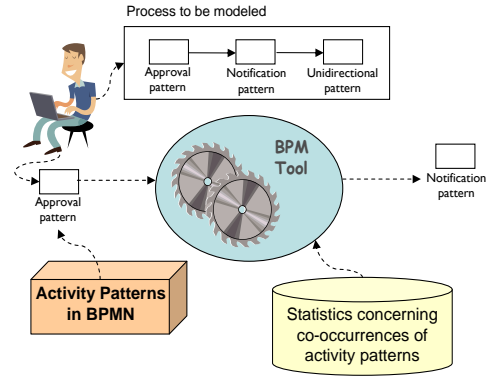 Process to be modeled
Approval
pattern
Notification
pattern
Unidirectional
pattern
BPM
Tool
Approval
pattern
Notification
pattern
Activity Patterns
in BPMN
Statistics concerning
co-occurrences of
activity patterns